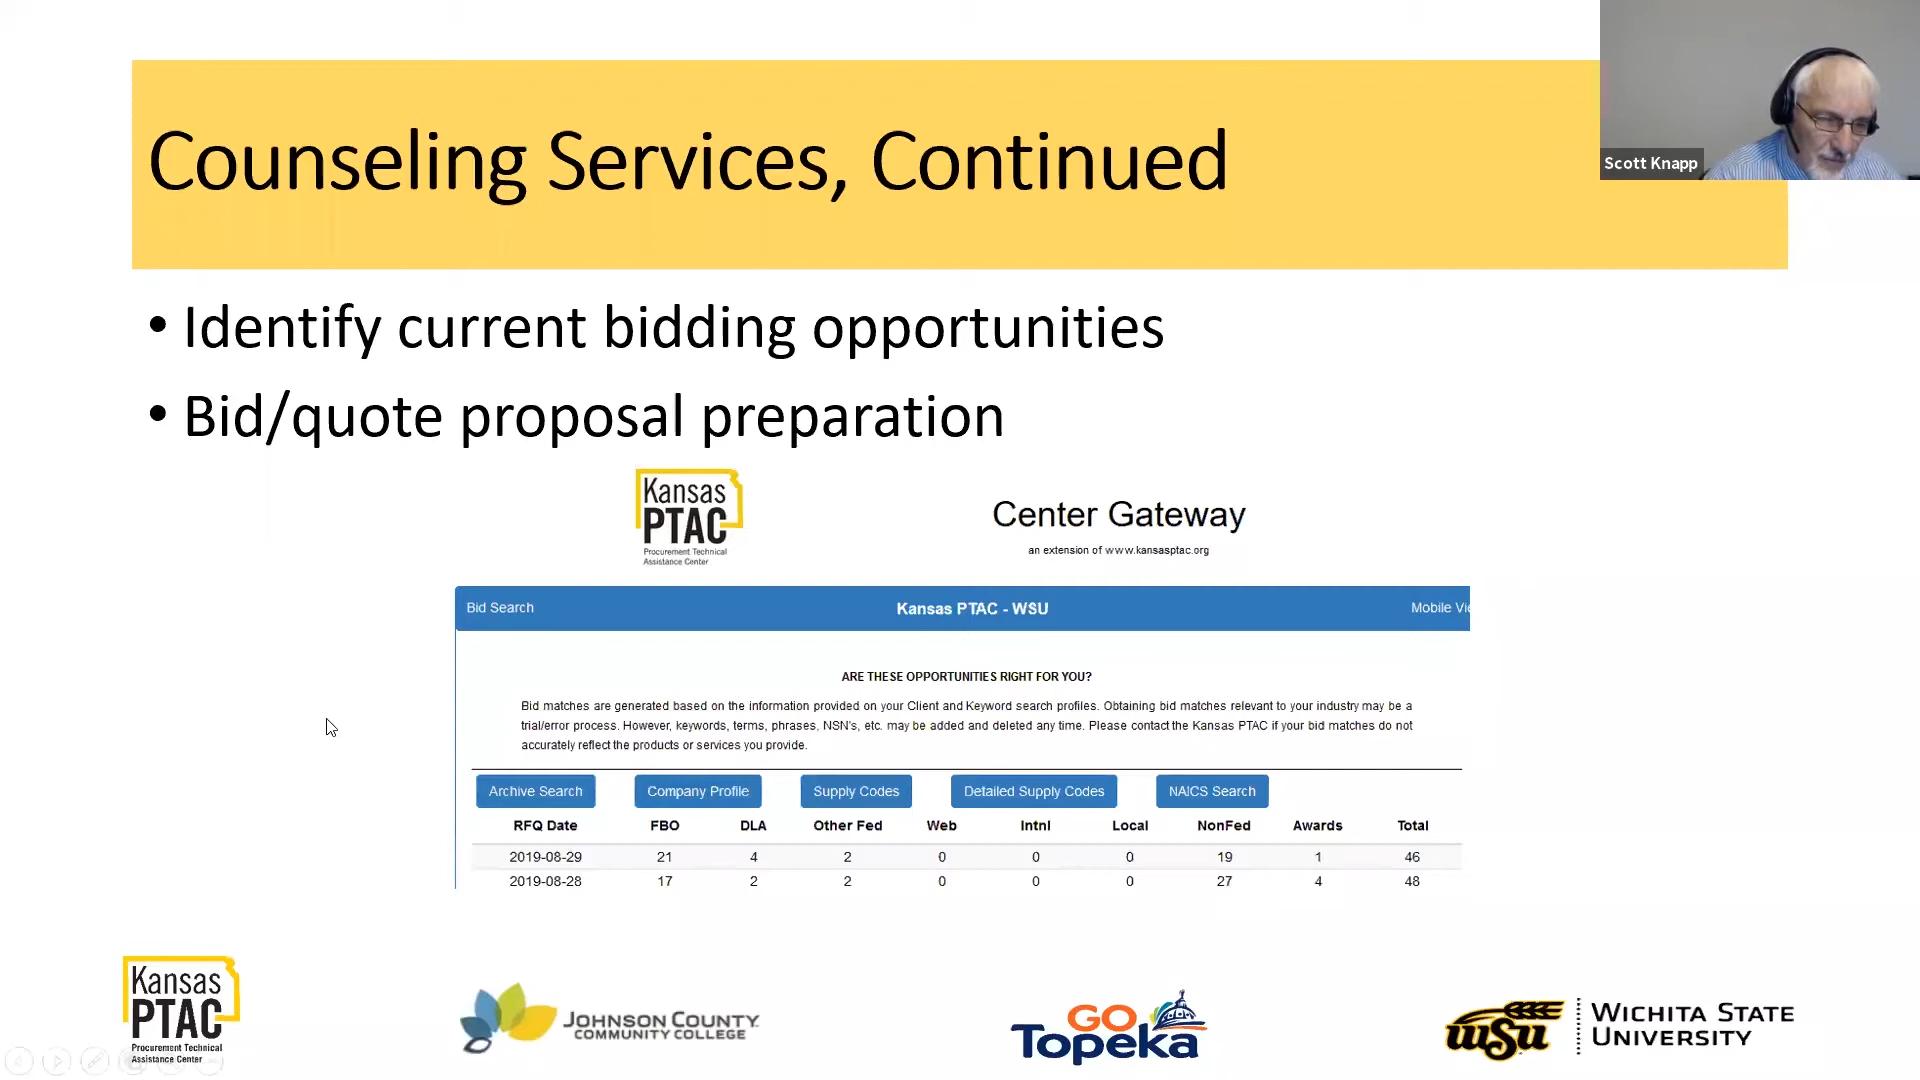 Counseling Services, Continued
Scott Knapp
• Identify current bidding opportunities
• Bid/quote proposal preparation
Kansas
PTAC
Procurement Technical
Assistance Center
Center Gateway
an extension of www.kansasptac.org
Bid Search Kansas PTAC - WSU Mobile Vie
ARE THESE OPPORTUNITIES RIGHT FOR YOU?
Bid matches are generated based on the information provided on your Client and Keyword search profiles. Obtaining bid matches relevant to your industry may be a
trial/error process. However, keywords, terms, phrases, NSN's, etc. may be added and deleted any time. Please contact the Kansas PTAC if your bid matches do not
accurately reflect the products or services you provide.
Archive Search Company Profile Supply Codes Detailed Supply Codes NAICS Search
RFQ Date FBO DLA Other Fed Web Intnl Local NonFed Awards Total
2019-08-29 21 4 2 0 0 0 19 1 46
2019-08-28 17 2 2 0 0 0 27 4 48
Kansas
PTAC
Procurement Technical
Assistance Center
JOHNSON COUNTY
COMMUNITY COLLEGE
GO
Topeka
WSU
WICHITA STATE
UNIVERSITY